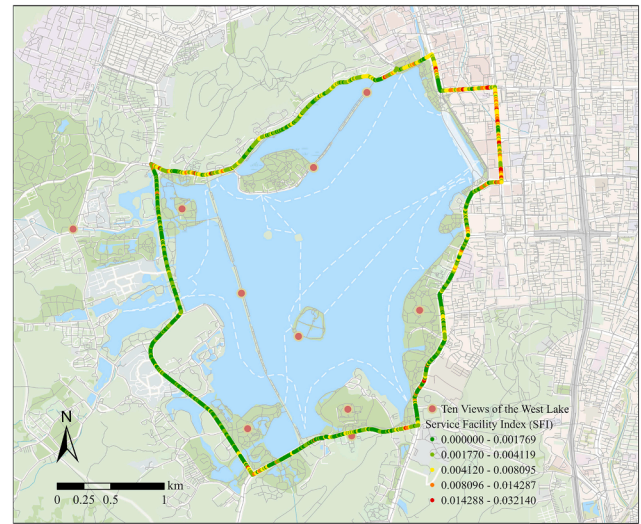 Ten Views of the West Lake
Service Facility Index (SFI)
0.000000 - 0.001769
0.001770 - 0.004119
0.004120 - 0.008095
0.008096 - 0.014287
0.014288 - 0.032140
N
km
0 0.25 0.5 1